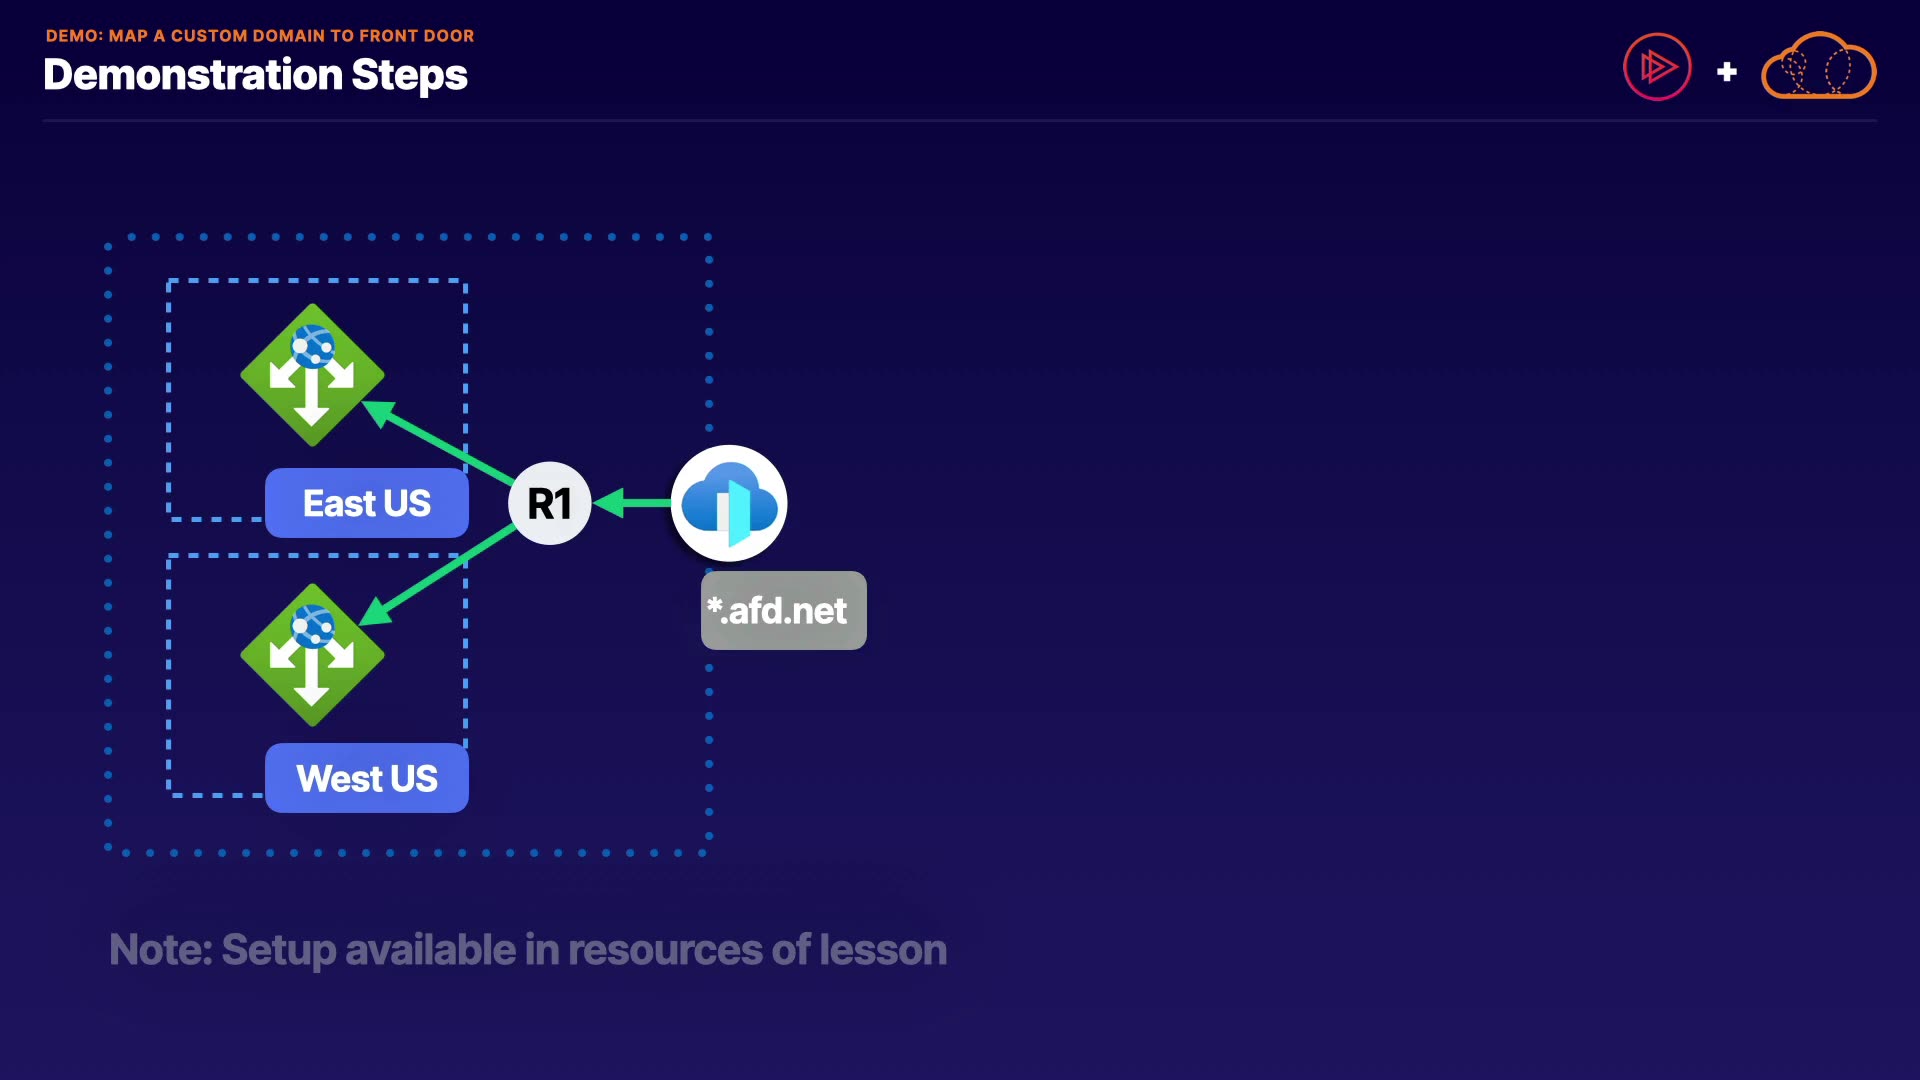 DEMO: MAP A CUSTOM DOMAIN TO FRONT DOOR
Demonstration Steps
East US
R1
*.afd.net
West US
Note: Setup available in resources of lesson